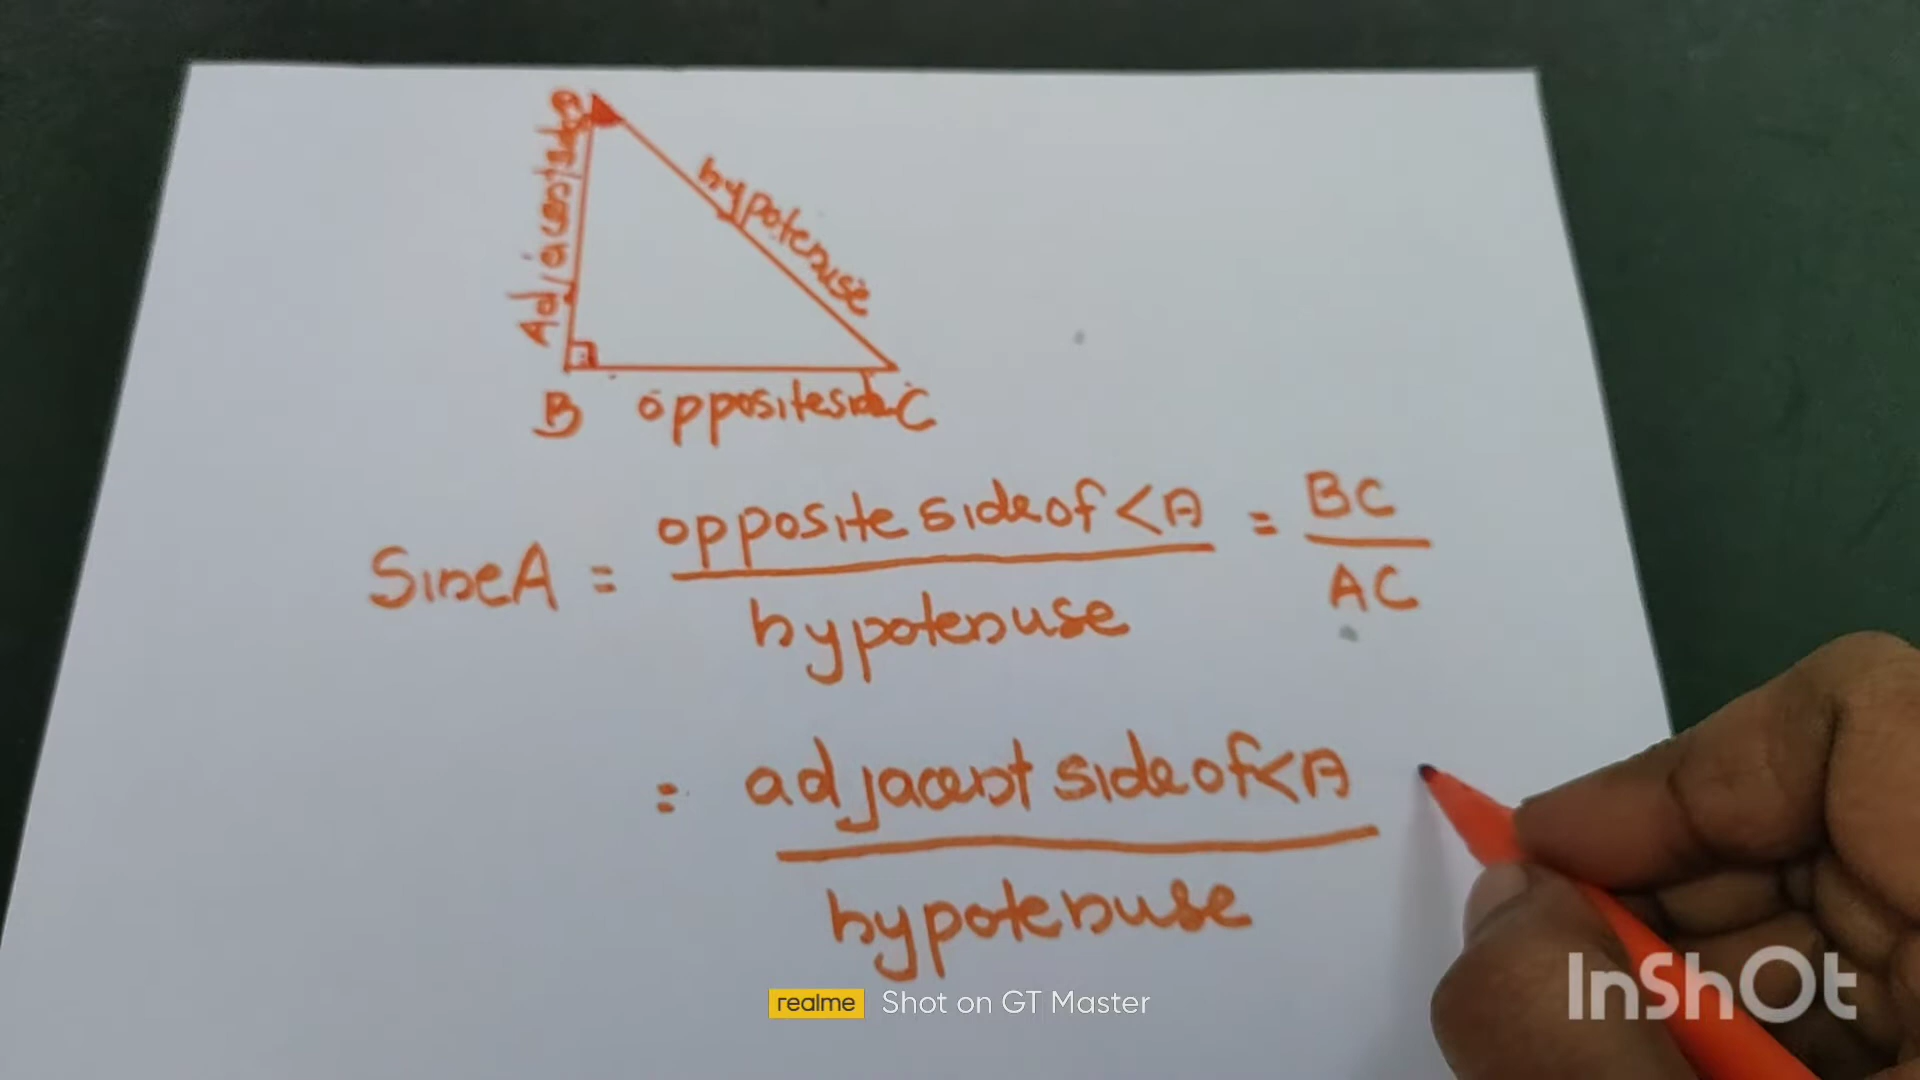 Adjacent side
hypotenuse
B opposite side C
Sine A = opposite side of <A = BC
hypotenuse AC
= adjacent side of <A
hypotenuse
realme Shot on GT Master
InShOt